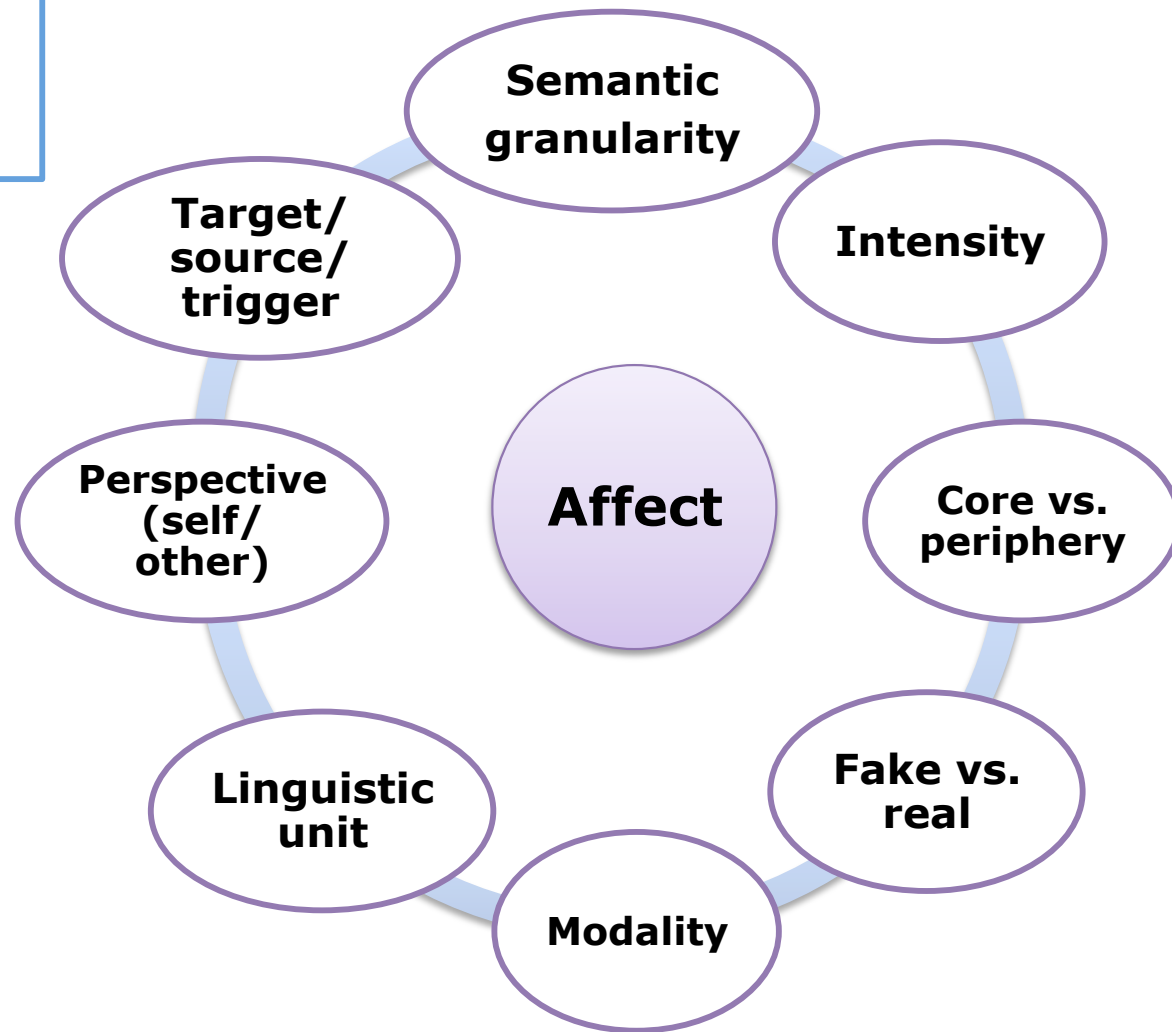 Semantic
granularity
Intensity
Core vs.
periphery
Fake vs.
real
Modality
Linguistic
unit
Perspective
(self/
other)
Target/
source/
trigger
Affect